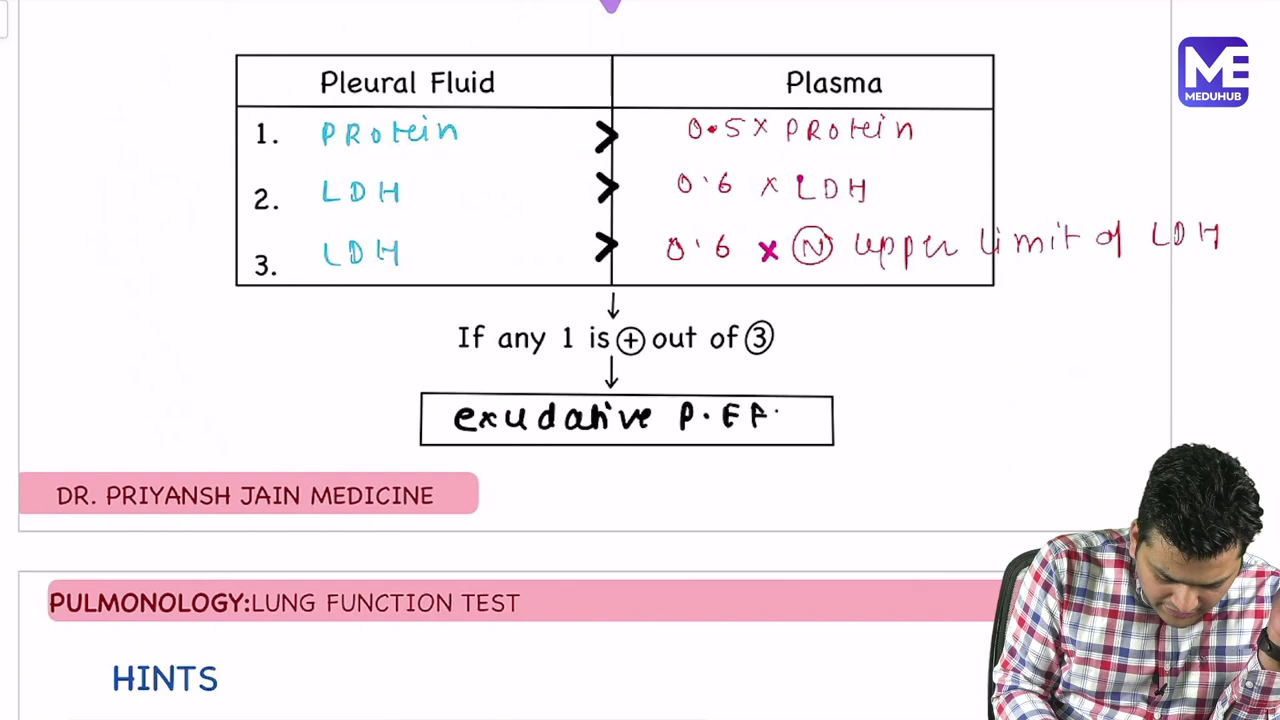 ME
MEDUHUB
Pleural Fluid Plasma
1. PROtein > 0.5 x PROtein
2. LDH > 0.6 x LDH
3. LDH > 0.6 x N upper limit of LDH
If any 1 is + out of 3
exudative P. EF.
DR. PRIYANSH JAIN MEDICINE
PULMONOLOGY:LUNG FUNCTION TEST
HINTS